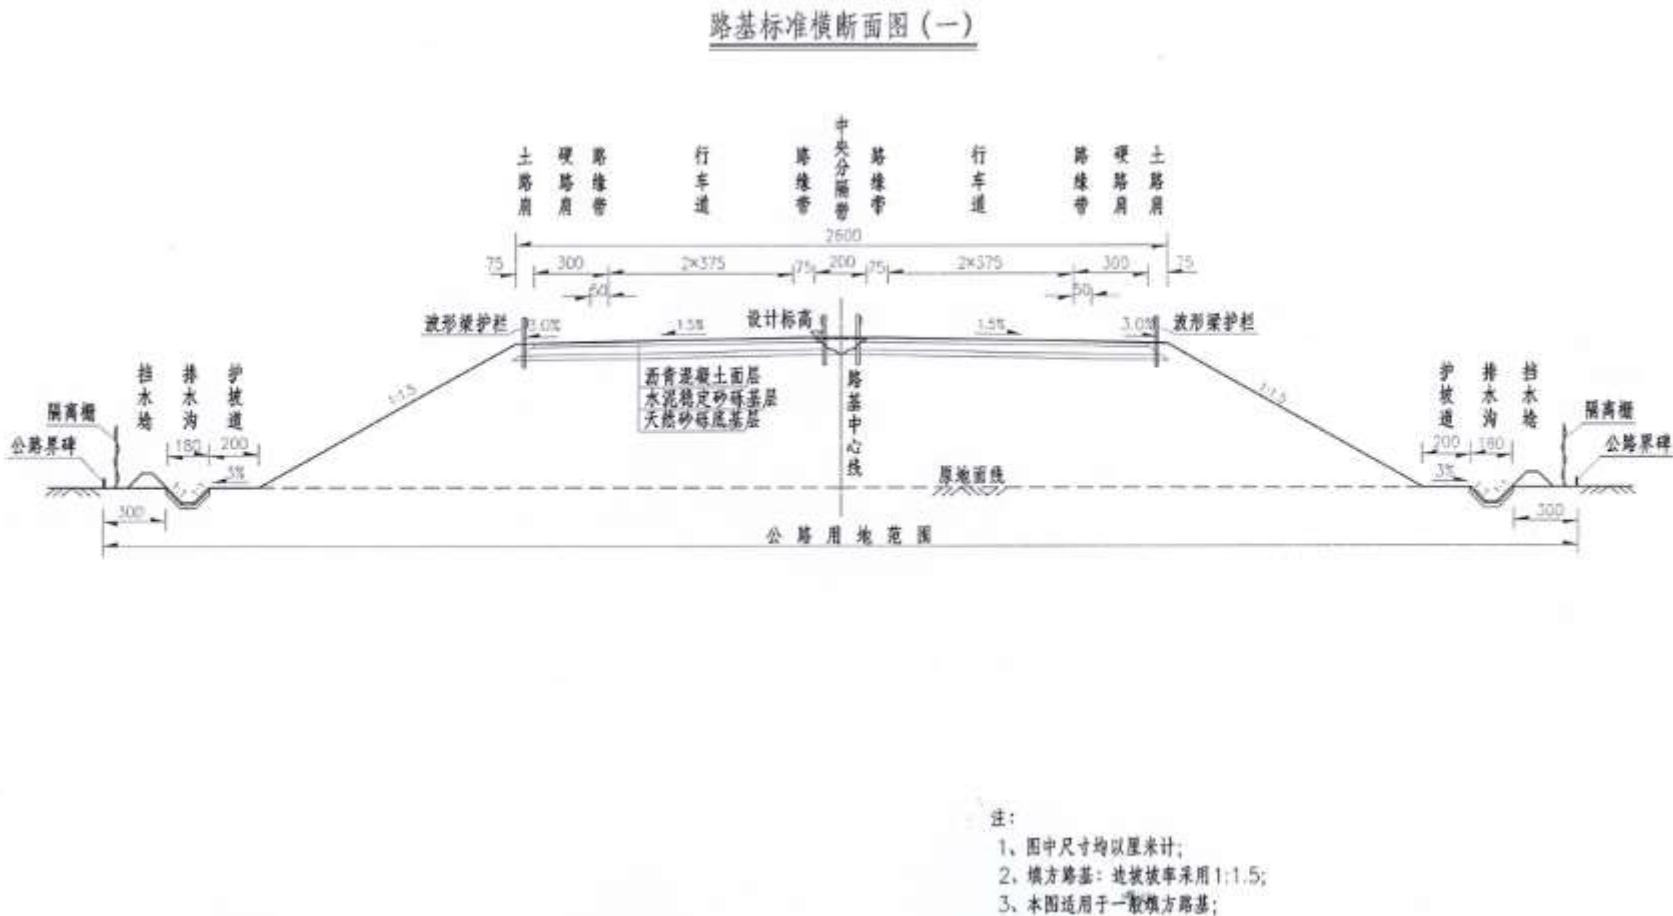 路基标准横断面图（一）
土路肩
硬路肩
路缘带
行车道
路缘带
中央分隔带
路缘带
行车道
路缘带
硬路肩
土路肩
2600
75 300 2×375 75 200 75 2×375 300 75
50 50
波形梁护栏 3.0% 1.5% 设计标高 1.5% 3.0% 波形梁护栏
沥青混凝土面层
水泥稳定砂砾基层
天然砂砾底基层
路基中心线
1:1.5 1:1.5
挡水埝
排水沟
护坡道
护坡道
排水沟
挡水埝
隔离栅 隔离栅
公路界碑 180 200 200 180 公路界碑
3% 原地面线 3%
300 300
公路用地范围
注：
1、图中尺寸均以厘米计；
2、填方路基：边坡坡率采用1:1.5；
3、本图适用于一般填方路基；